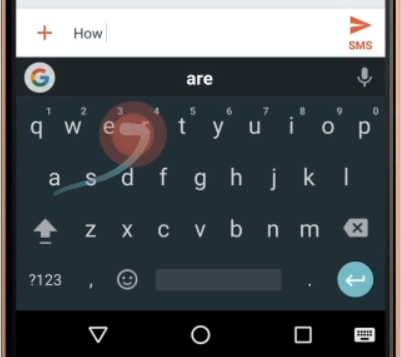 + How
SMS
G are
1 2 3 4 5 6 7 8 9 0
q w e r t y u i o p
a s d f g h j k l
z x c v b n m
?123 , .